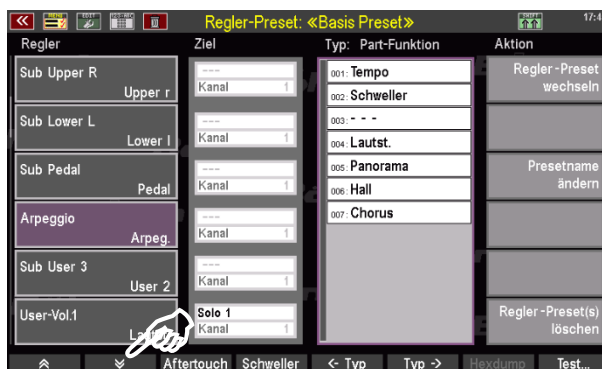 Regler-Preset: «Basis Preset»
17:4
Regler
Ziel
Typ: Part-Funktion
Aktion
Sub Upper R
Upper r
---
Kanal 1
Sub Lower L
Lower l
---
Kanal 1
Sub Pedal
Pedal
---
Kanal 1
Arpeggio
Arpeg.
---
Kanal 1
Sub User 3
User 2
---
Kanal 1
User-Vol.1
Solo 1
Kanal 1
001: Tempo
002: Schweller
003: - - -
004: Lautst.
005: Panorama
006: Hall
007: Chorus
Regler-Preset
wechseln
Presetname
ändern
Regler-Preset(s)
löschen
Aftertouch Schweller <- Typ Typ -> Hexdump Test...